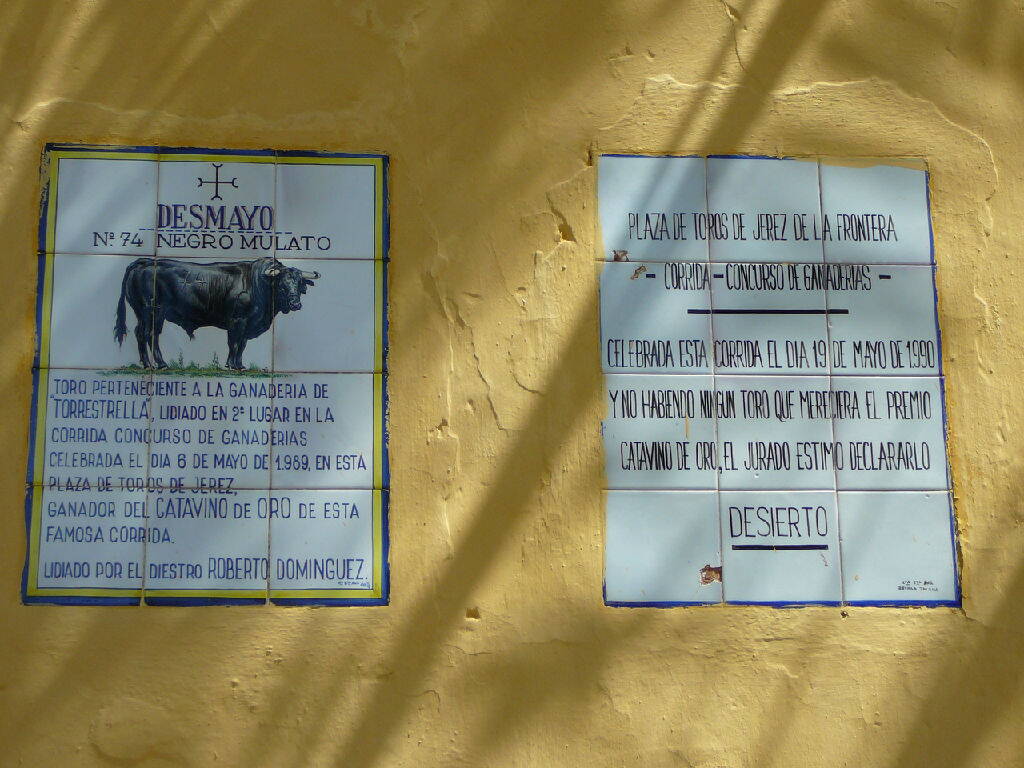 DESMAYO
Nº 74 NEGRO MULATO
TORO PERTENECIENTE A LA GANADERIA DE
"TORRESTRELLA", LIDIADO EN 2º LUGAR EN LA
CORRIDA CONCURSO DE GANADERIAS
CELEBRADA EL DIA 6 DE MAYO DE 1.989, EN ESTA
PLAZA DE TOROS DE JEREZ,
GANADOR DEL CATAVINO DE ORO DE ESTA
FAMOSA CORRIDA.
LIDIADO POR EL DIESTRO ROBERTO DOMINGUEZ.
PLAZA DE TOROS DE JEREZ DE LA FRONTERA
- CORRIDA - CONCURSO DE GANADERIAS -
CELEBRADA ESTA CORRIDA EL DIA 19 DE MAYO DE 1990
Y NO HABIENDO NINGUN TORO QUE MERECIERA EL PREMIO
CATAVINO DE ORO, EL JURADO ESTIMO DECLARARLO
DESIERTO